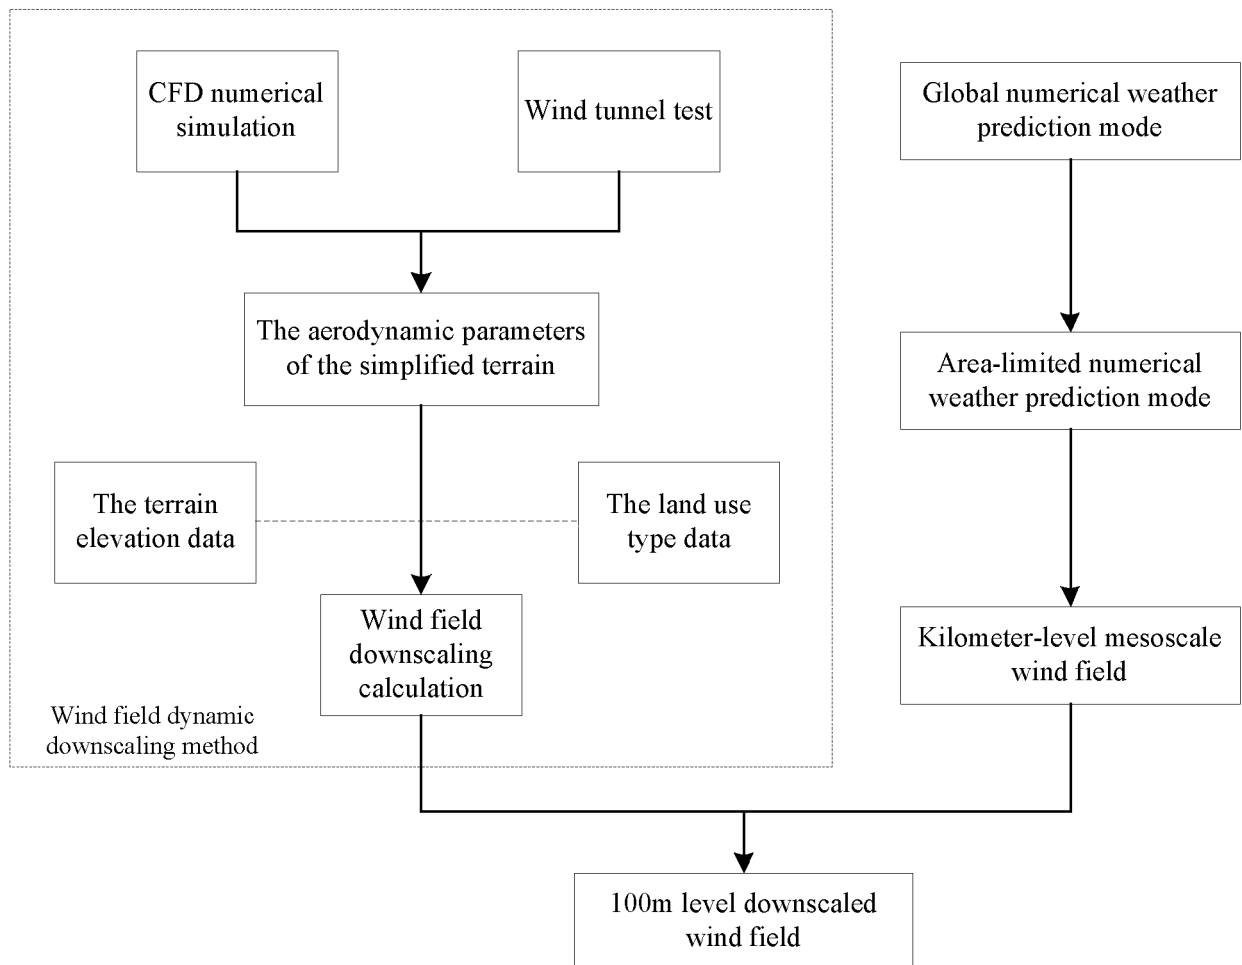 CFD numerical
simulation
Wind tunnel test
Global numerical weather
prediction mode
The aerodynamic parameters
of the simplified terrain
Area-limited numerical
weather prediction mode
The terrain
elevation data
The land use
type data
Wind field
downscaling
calculation
Kilometer-level mesoscale
wind field
Wind field dynamic
downscaling method
100m level downscaled
wind field